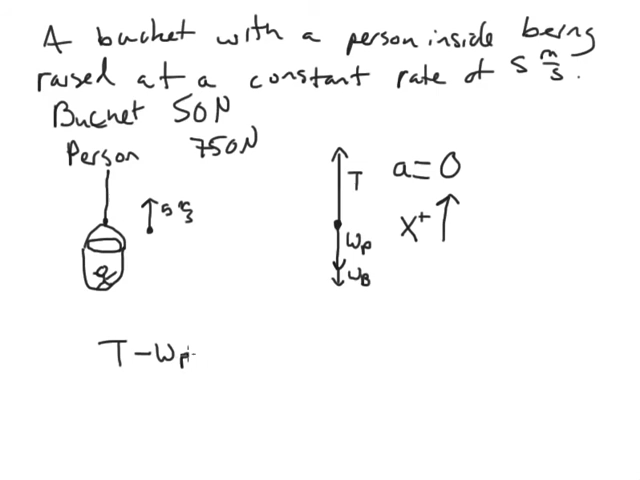 A bucket with a person inside being
raised at a constant rate of 5 m/s.
Bucket 50N
Person 750N
↑5 m/s
T
a=0
x+↑
Wp
WB
T-Wp